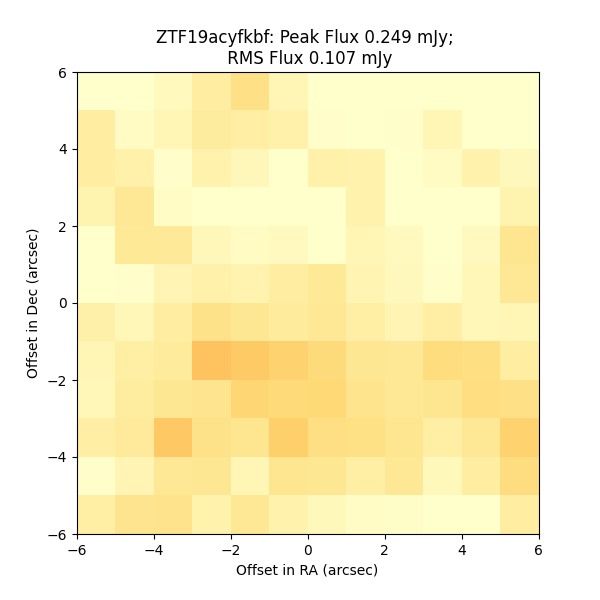 ZTF19acyfkbf: Peak Flux 0.249 mJy;
RMS Flux 0.107 mJy
6
4
2
0
−2
−4
−6
Offset in Dec (arcsec)
−6 −4 −2 0 2 4 6
Offset in RA (arcsec)